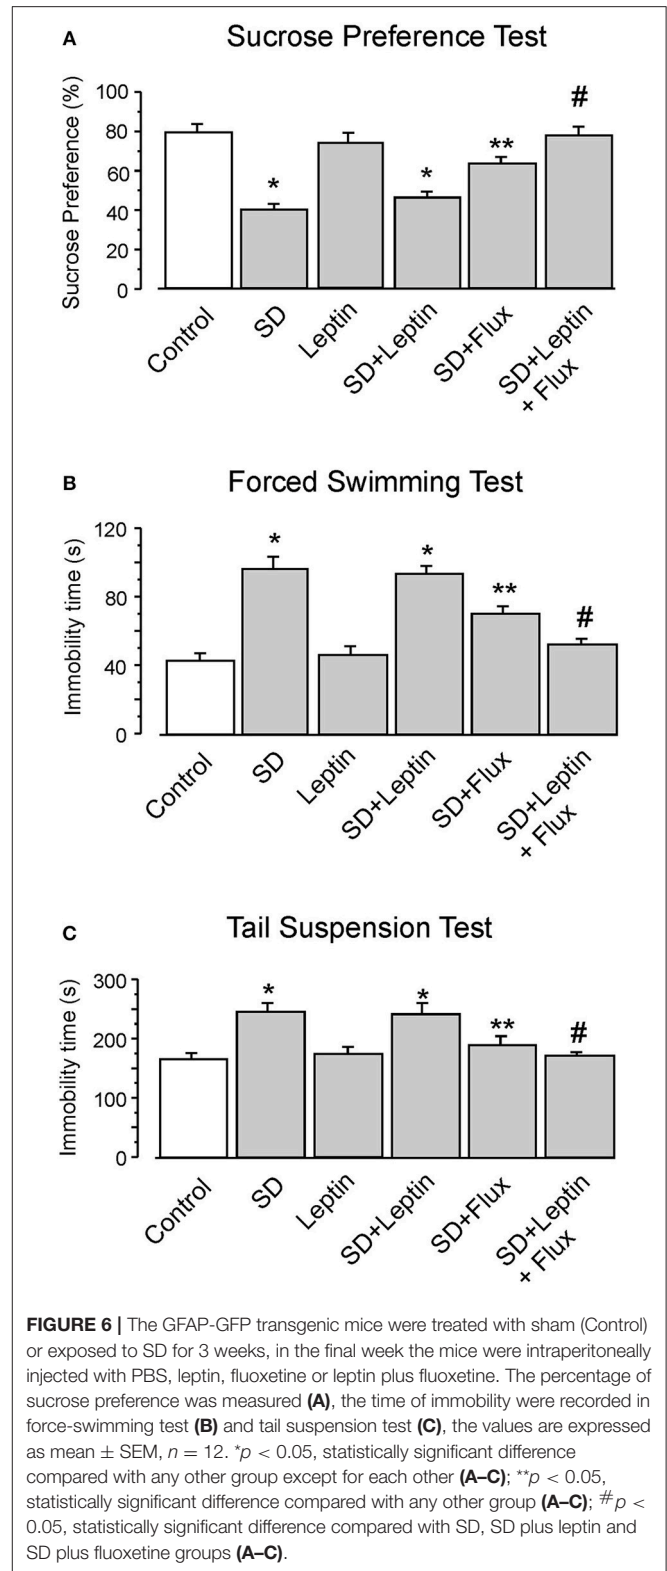 A Sucrose Preference Test
Sucrose Preference (%)
100
80
60
40
20
0
*
*
**
#
Control
SD
Leptin
SD+Leptin
SD+Flux
SD+Leptin
+ Flux
B Forced Swimming Test
Immobility time (s)
120
80
40
0
*
*
**
#
Control
SD
Leptin
SD+Leptin
SD+Flux
SD+Leptin
+ Flux
C Tail Suspension Test
Immobility time (s)
300
200
100
0
*
*
**
#
Control
SD
Leptin
SD+Leptin
SD+Flux
SD+Leptin
+ Flux
FIGURE 6 | The GFAP-GFP transgenic mice were treated with sham (Control)
or exposed to SD for 3 weeks, in the final week the mice were intraperitoneally
injected with PBS, leptin, fluoxetine or leptin plus fluoxetine. The percentage of
sucrose preference was measured (A), the time of immobility were recorded in
force-swimming test (B) and tail suspension test (C), the values are expressed
as mean ± SEM, n = 12. *p < 0.05, statistically significant difference
compared with any other group except for each other (A–C); **p < 0.05,
statistically significant difference compared with any other group (A–C); #p <
0.05, statistically significant difference compared with SD, SD plus leptin and
SD plus fluoxetine groups (A–C).